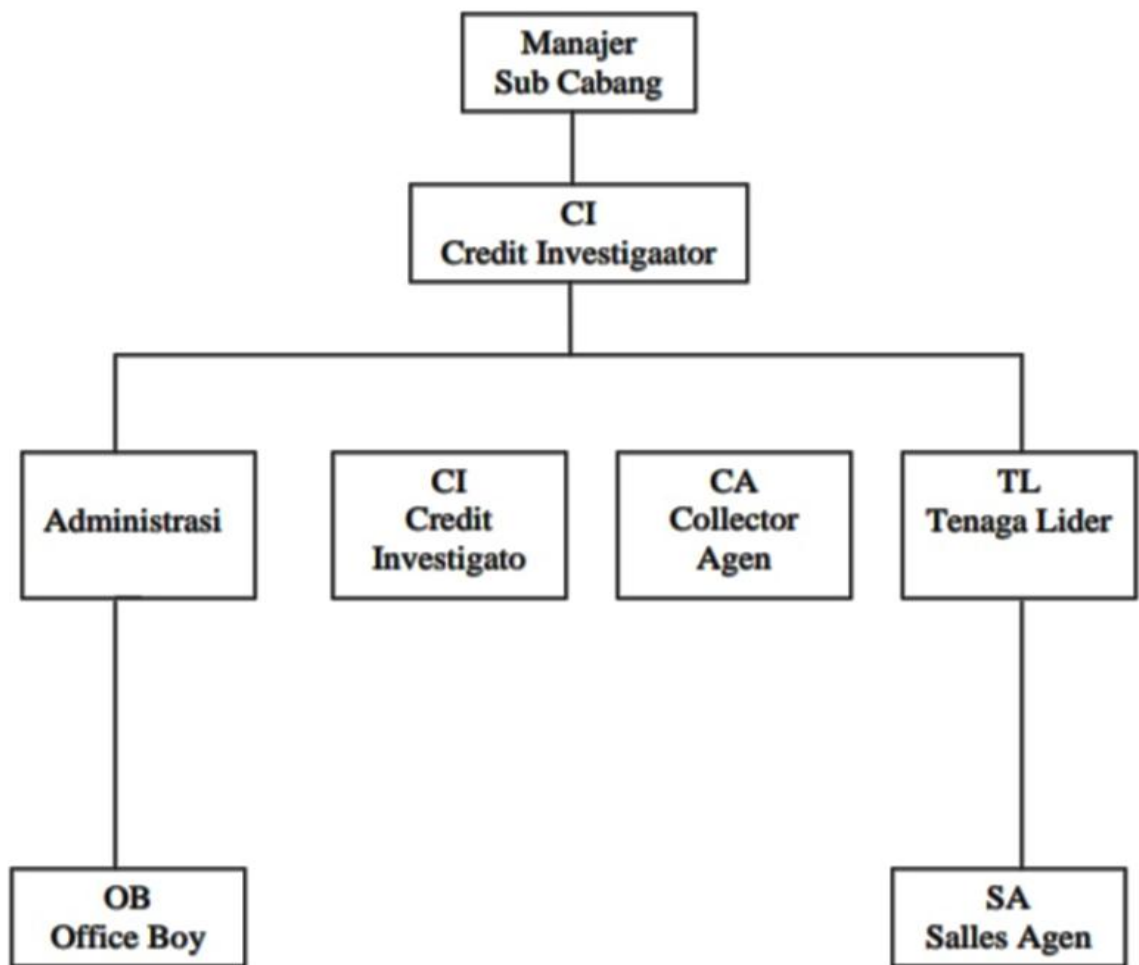 Manajer
Sub Cabang
CI
Credit Investigaator
Administrasi
CI
Credit
Investigato
CA
Collector
Agen
TL
Tenaga Lider
OB
Office Boy
SA
Salles Agen